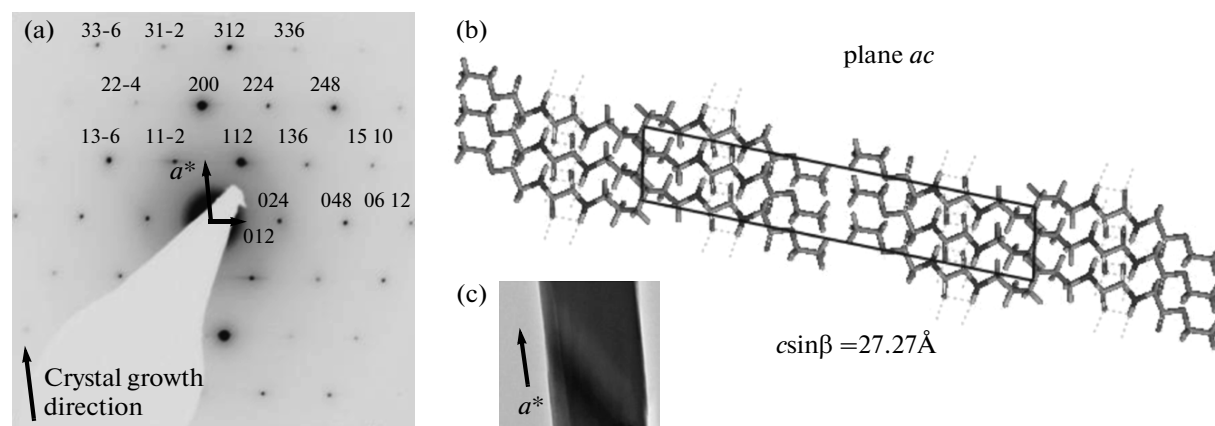 (a)
33-6 31-2 312 336
22-4 200 224 248
13-6 11-2 112 136 15 10
a*
024 048 06 12
012
Crystal growth
direction
(b)
plane ac
csinβ =27.27Å
(c)
a*